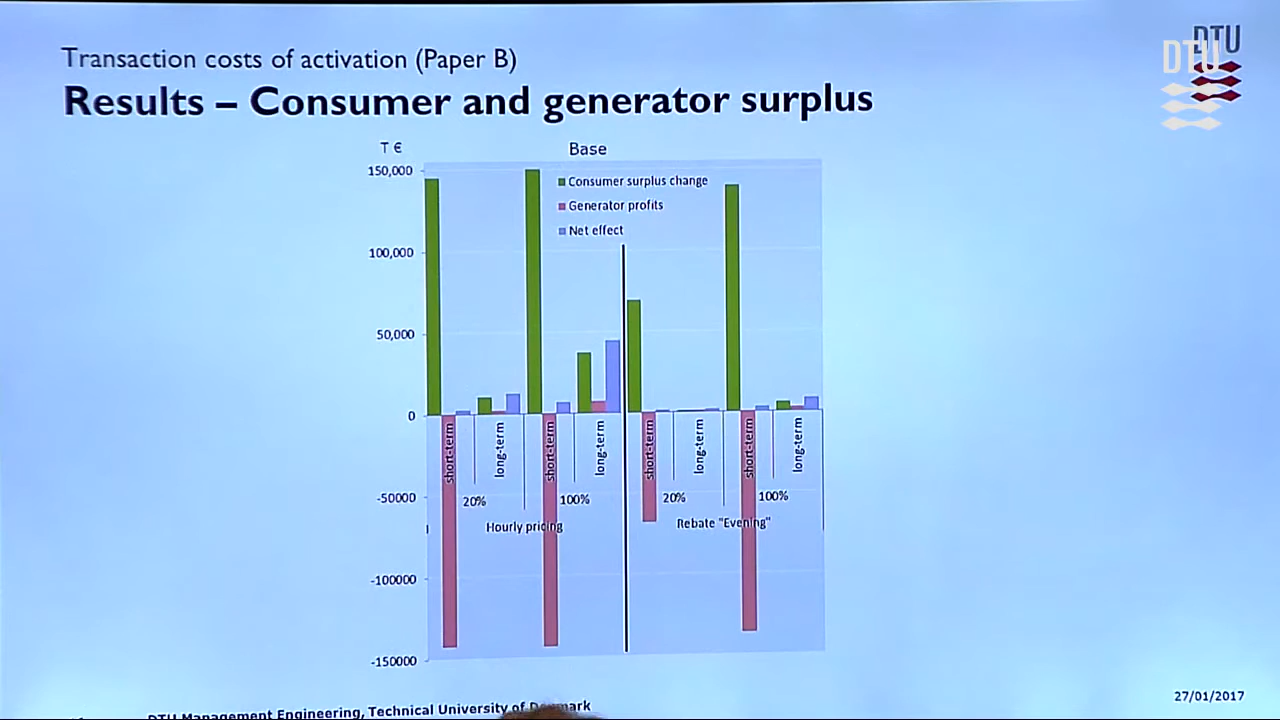 Transaction costs of activation (Paper B)
Results – Consumer and generator surplus
DTU
DTU
T €
Base
150,000
100,000
50,000
0
-50000
-100000
-150000
Consumer surplus change
Generator profits
Net effect
short-term
long-term
short-term
long-term
short-term
long-term
short-term
long-term
20%
100%
20%
100%
Hourly pricing
Rebate "Evening"
27/01/2017
DTU Management Engineering, Technical University of